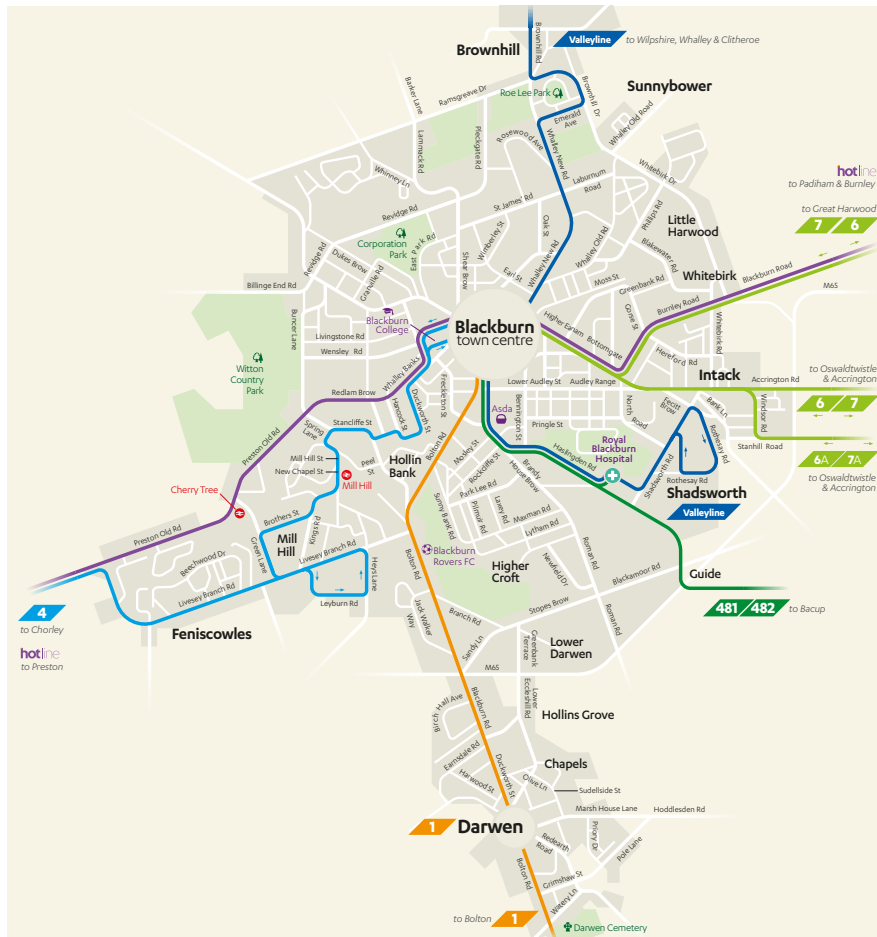 Brownhill
Brownhill Rd
Valleyline
to Wilpshire, Whalley & Clitheroe
Barker Lane
Ramsgreave Dr
Roe Lee Park
Brownhill Dr
Sunnybower
Emerald
Ave
Whalley Old Road
Lammack Rd
Pleckgate Rd
Rosewood Ave
Whalley New Rd
Whinney Ln
Laburnum
Road
Whitebirk Dr
hotline
to Padiham & Burnley
St James' Rd
Revidge Rd
Phillips Rd
Little
Harwood
to Great Harwood
7 6
Corporation
Park
East Park Rd
Wimberley St
Oak St
Whalley Old Rd
Blakewater Rd
Revidge Rd
Dukes Brow
Granville Rd
Shear Brow
Earl St
Whalley New Rd
Moss St
Greenbank Rd
Whitebirk
Blackburn Road
M65
Billinge End Rd
Buncer Lane
Blackburn
College
Blackburn
town centre
Higher Eanam
Bottomgate
Gorse St
Burnley Road
Whitebirk Rd
Livingstone Rd
Wensley Rd
Hereford Rd
Witton
Country
Park
Whalley Banks
Freckleton St
Lower Audley St
Audley Range
Intack
Accrington Rd
to Oswaldtwistle
& Accrington
6 7
Redlam Brow
Hancock St
Duckworth St
Asda
Bennington St
North
Road
Fecitt
Brow
Bank Ln
Windsor Rd
Stancliffe St
Spring
Lane
Bolton Rd
Pringle St
Rothesay Rd
Stanhill Road
Preston Old Rd
Mill Hill St
New Chapel St
Peel
St
Hollin
Bank
Mosley St
Rockcliffe St
Brandy
House Brow
Haslingden Rd
Royal
Blackburn
Hospital
Shadsworth Rd
Rothesay Rd
6A 7A
to Oswaldtwistle
& Accrington
Mill Hill
Cherry Tree
Park Lee Rd
Shadsworth
Valleyline
Brothers St
Kings Rd
Sunny Bank Rd
Pilmuir Rd
Laxey Rd
Maxman Rd
Lytham Rd
Preston Old Rd
Mill
Hill
Green Lane
Livesey Branch Rd
Beechwood Dr
Heys Lane
Bolton Rd
Blackburn
Rovers FC
Higher
Croft
Newfield Dr
Roman Rd
Blackamoor Rd
Guide
Livesey Branch Rd
Leyburn Rd
4
to Chorley
Feniscowles
Jack Walker
Way
Branch Rd
Stopes Brow
Roman Rd
481 482
to Bacup
hotline
to Preston
Sandy Ln
Greenbank
Terrace
Lower
Darwen
M65
Lower
Eccleshill Rd
Birch
Hall Ave
Blackburn Rd
Hollins Grove
Earnsdale Rd
Harwood St
Duckworth St
Chapels
Olive Ln
Sudellside St
Marsh House Lane
Hoddlesden Rd
1
Darwen
Redearth
Road
Priory Dr
Pole Lane
Bolton Rd
Grimshaw St
Watery Ln
to Bolton
1
Darwen Cemetery